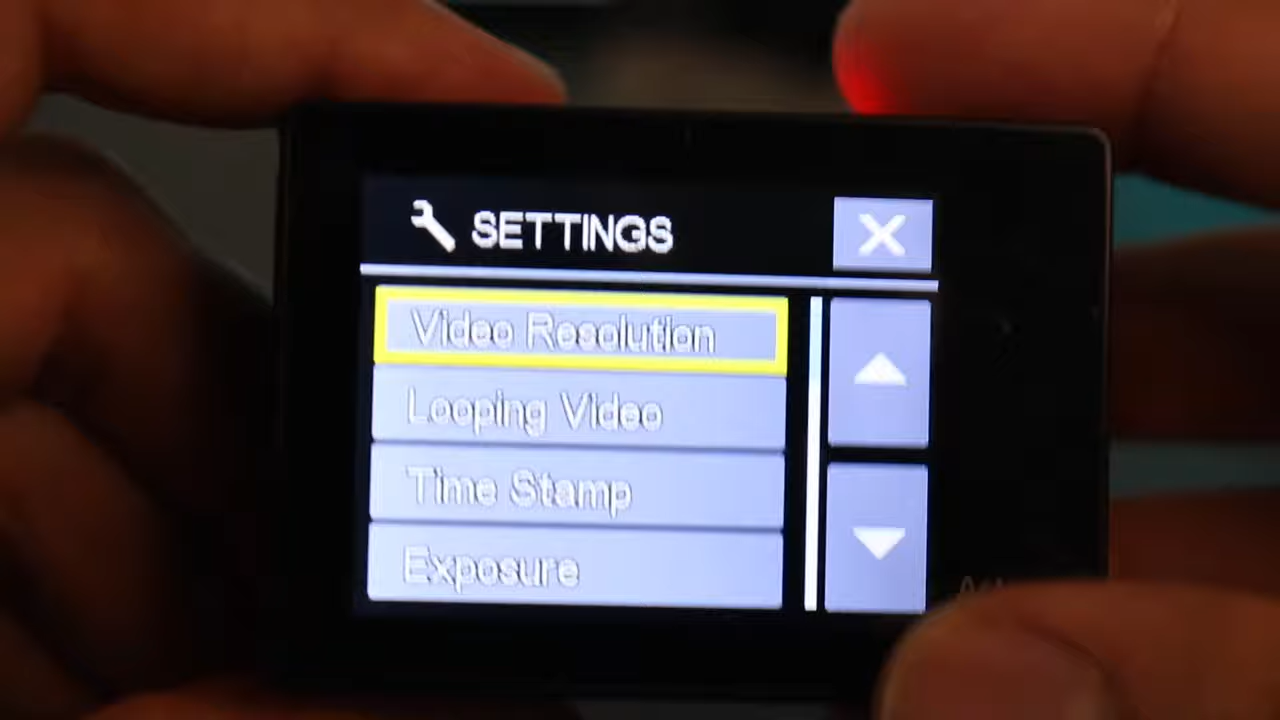 SETTINGS
X
Video Resolution
Looping Video
Time Stamp
Exposure